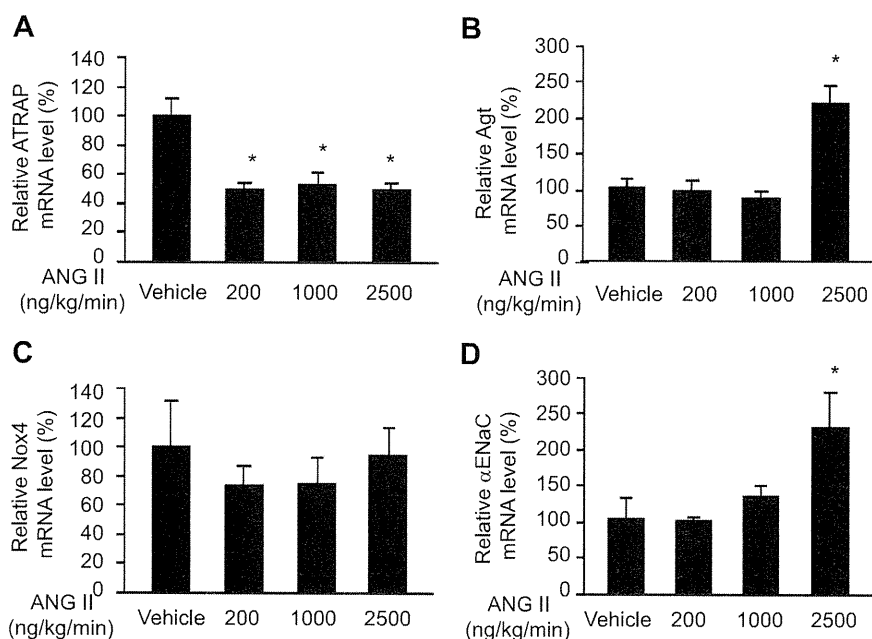 A
Relative ATRAP
mRNA level (%)
140
120
100
80
60
40
20
0
*
*
*
ANG II
(ng/kg/min)
Vehicle 200 1000 2500
B
Relative Agt
mRNA level (%)
300
250
200
150
100
50
0
*
ANG II
(ng/kg/min)
Vehicle 200 1000 2500
C
Relative Nox4
mRNA level (%)
140
120
100
80
60
40
20
0
ANG II
(ng/kg/min)
Vehicle 200 1000 2500
D
Relative αENaC
mRNA level (%)
300
250
200
150
100
50
0
*
ANG II
(ng/kg/min)
Vehicle 200 1000 2500